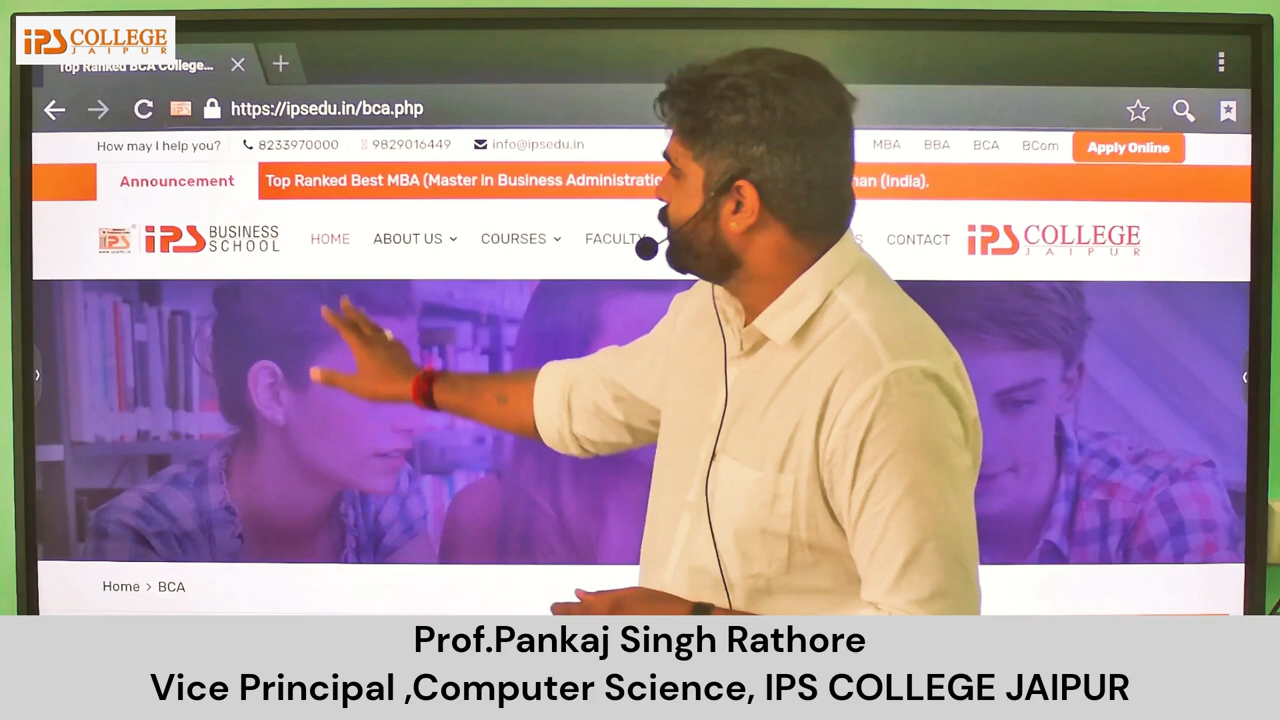 iPS COLLEGE
JAIPUR
Top Ranked BCA College...
https://ipsedu.in/bca.php
How may I help you? 8233970000 9829016449 info@ipsedu.in MBA BBA BCA BCom Apply Online
Announcement Top Ranked Best MBA (Master in Business (India).
iPS BUSINESS SCHOOL HOME ABOUT US COURSES FACULTY CONTACT iPS COLLEGE
JAIPUR
Home > BCA
Prof.Pankaj Singh Rathore
Vice Principal ,Computer Science, IPS COLLEGE JAIPUR